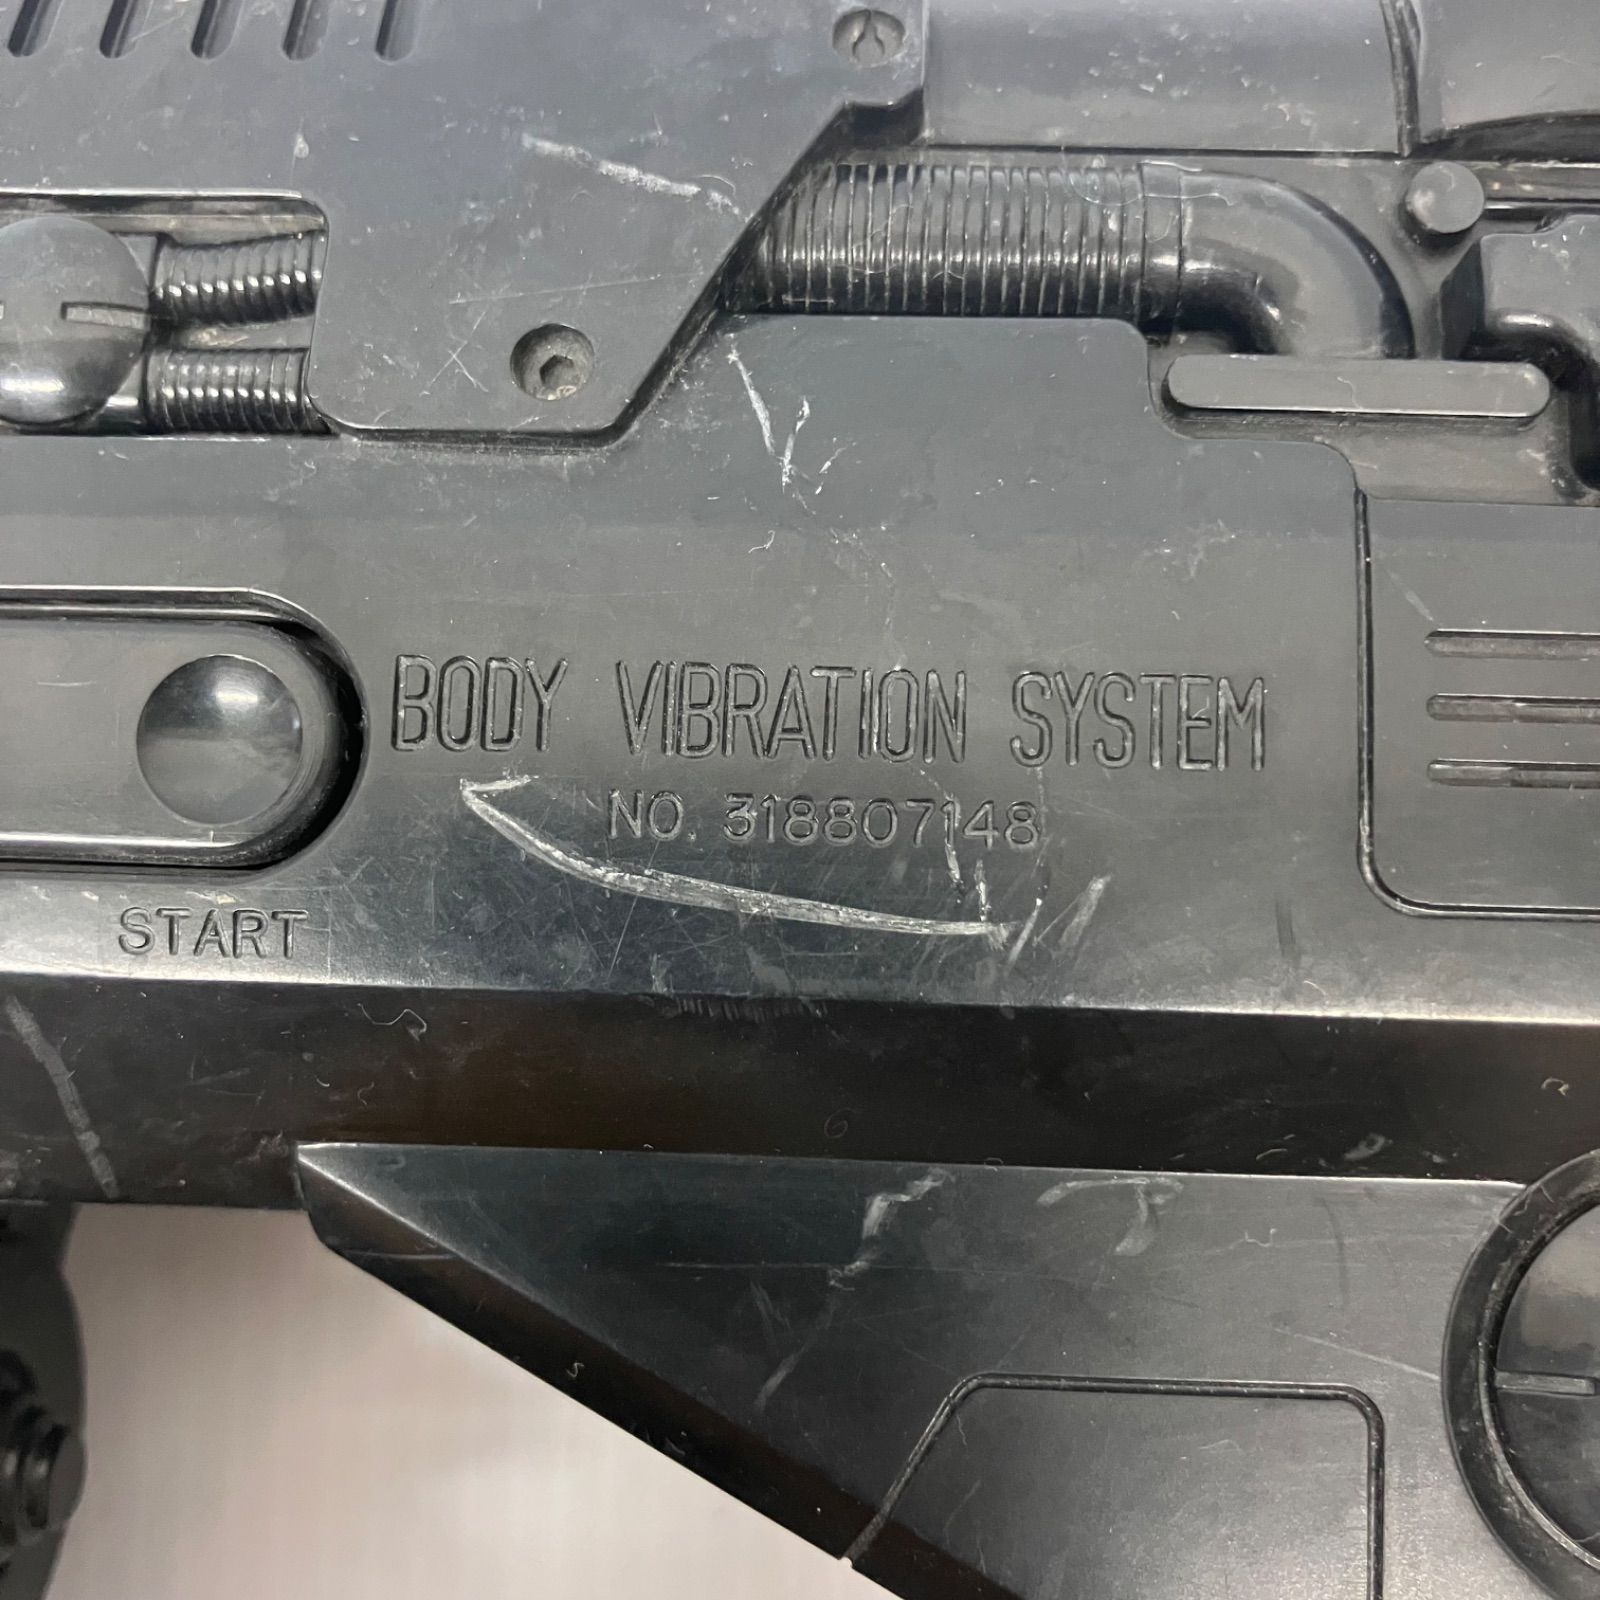 BODY VIBRATION SYSTEM
NO. 318807148
START